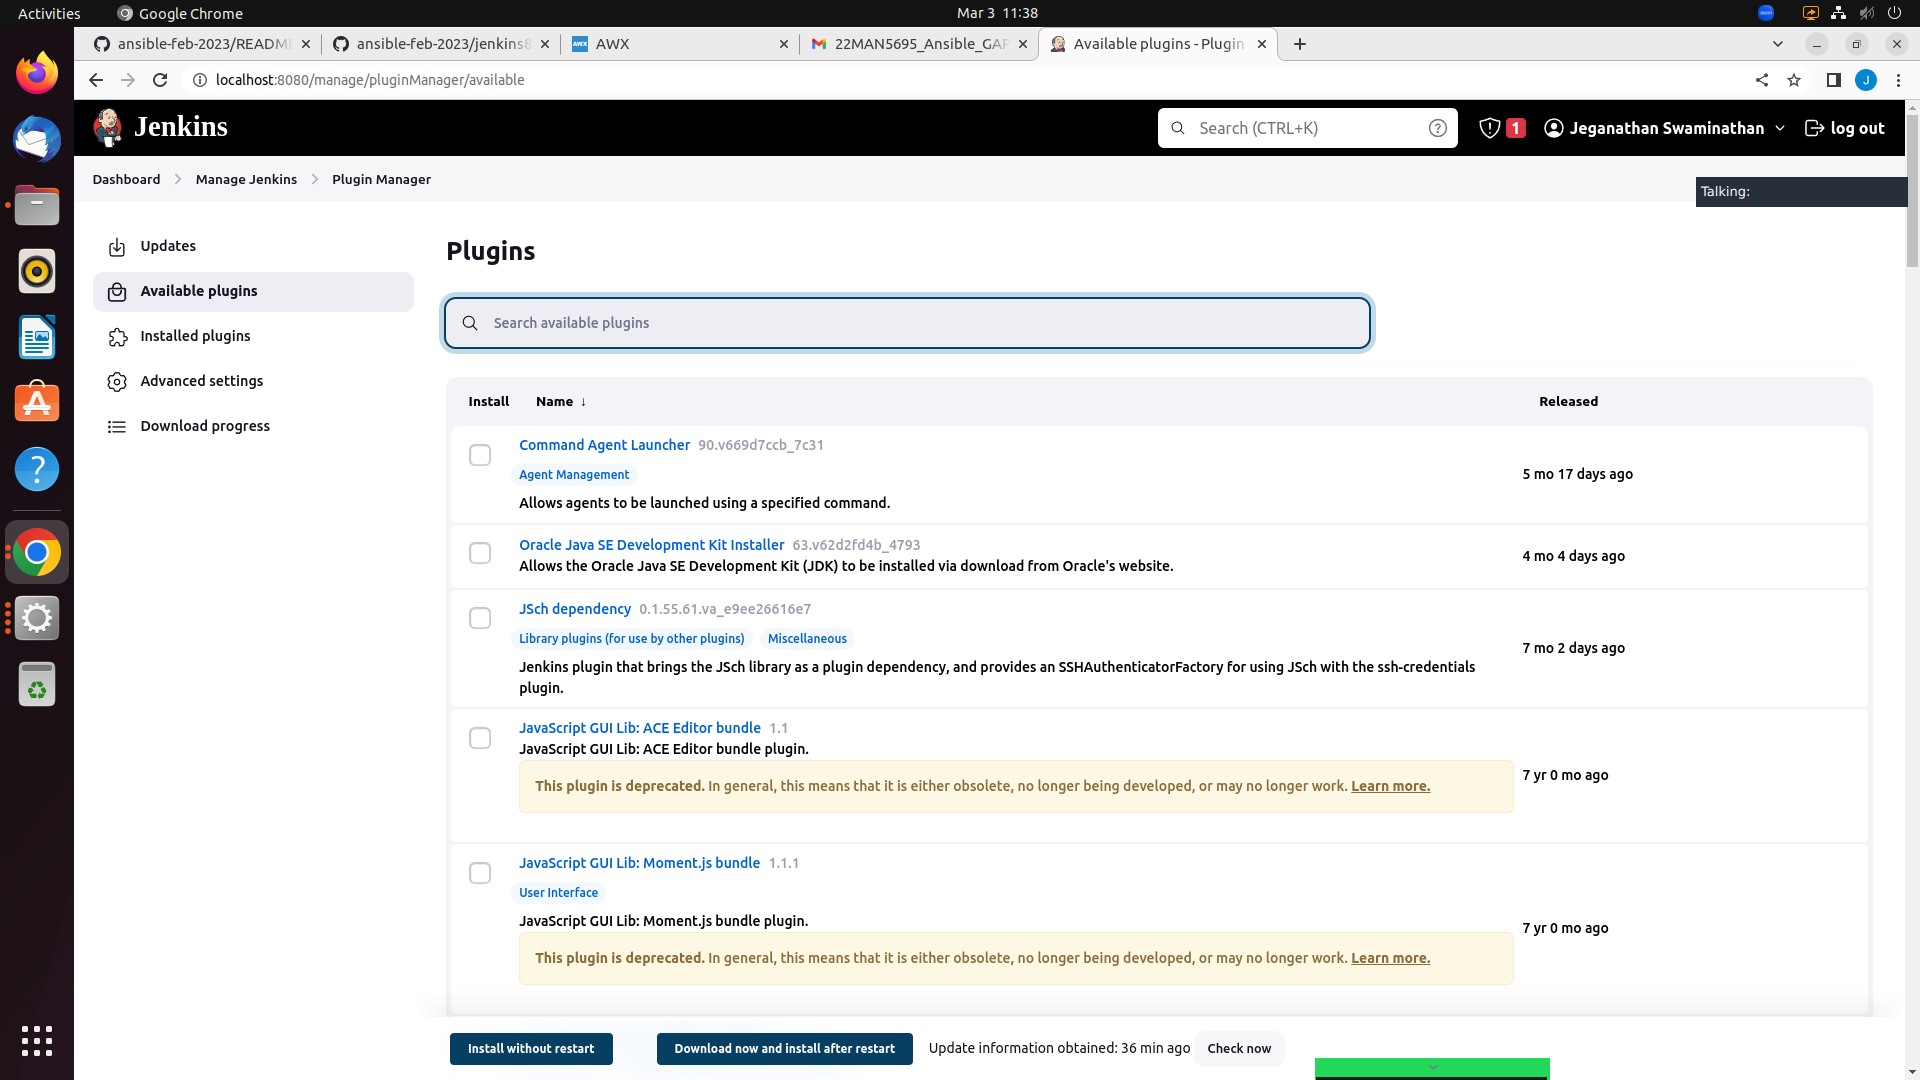 Activities
Google Chrome
Mar 3 11:38
ansible-feb-2023/README
ansible-feb-2023/jenkins8
AWX
AWX
22MAN5695_Ansible_GAP
Available plugins - Plugin
localhost:8080/manage/pluginManager/available
J
Jenkins
Search (CTRL+K)
1
Jeganathan Swaminathan
log out
Dashboard
Manage Jenkins
Plugin Manager
Talking:
Updates
Available plugins
Installed plugins
Advanced settings
Download progress
Plugins
Search available plugins
Install
Name ↓
Released
Command Agent Launcher 90.v669d7ccb_7c31
Agent Management
Allows agents to be launched using a specified command.
5 mo 17 days ago
Oracle Java SE Development Kit Installer 63.v62d2fd4b_4793
Allows the Oracle Java SE Development Kit (JDK) to be installed via download from Oracle's website.
4 mo 4 days ago
JSch dependency 0.1.55.61.va_e9ee26616e7
Library plugins (for use by other plugins)
Miscellaneous
Jenkins plugin that brings the JSch library as a plugin dependency, and provides an SSHAuthenticatorFactory for using JSch with the ssh-credentials
plugin.
7 mo 2 days ago
JavaScript GUI Lib: ACE Editor bundle 1.1
JavaScript GUI Lib: ACE Editor bundle plugin.
This plugin is deprecated. In general, this means that it is either obsolete, no longer being developed, or may no longer work. Learn more.
7 yr 0 mo ago
JavaScript GUI Lib: Moment.js bundle 1.1.1
User Interface
JavaScript GUI Lib: Moment.js bundle plugin.
This plugin is deprecated. In general, this means that it is either obsolete, no longer being developed, or may no longer work. Learn more.
7 yr 0 mo ago
Install without restart
Download now and install after restart
Update information obtained: 36 min ago
Check now